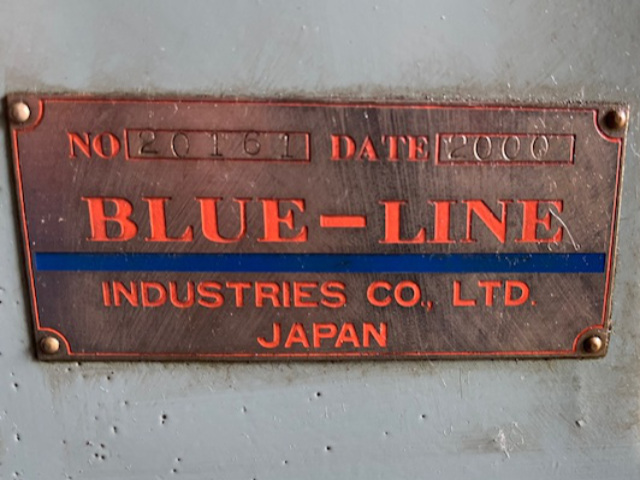 NO 20161 DATE 2000
BLUE-LINE
INDUSTRIES CO., LTD.
JAPAN